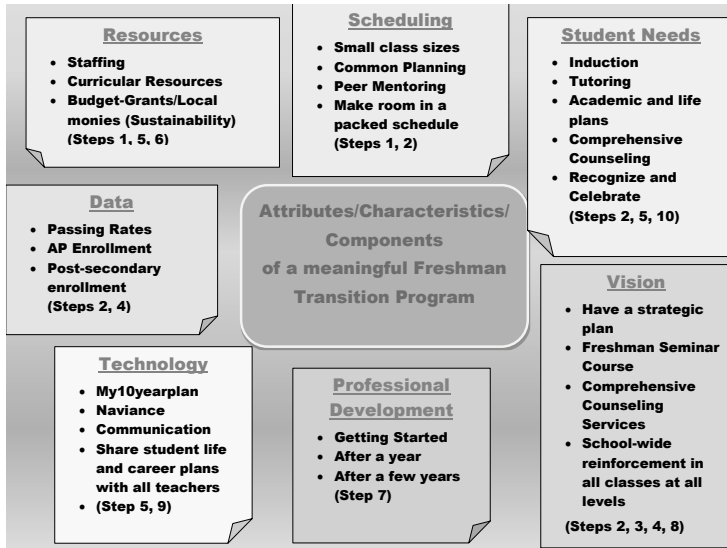 Resources
• Staffing
• Curricular Resources
• Budget-Grants/Local
monies (Sustainability)
(Steps 1, 5, 6)
Scheduling
• Small class sizes
• Common Planning
• Peer Mentoring
• Make room in a
packed schedule
(Steps 1, 2)
Student Needs
• Induction
• Tutoring
• Academic and life
plans
• Comprehensive
Counseling
• Recognize and
Celebrate
(Steps 2, 5, 10)
Data
• Passing Rates
• AP Enrollment
• Post-secondary
enrollment
(Steps 2, 4)
Attributes/Characteristics/
Components
of a meaningful Freshman
Transition Program
Vision
• Have a strategic
plan
• Freshman Seminar
Course
• Comprehensive
Counseling
Services
• School-wide
reinforcement in
all classes at all
levels
(Steps 2, 3, 4, 8)
Technology
• My10yearplan
• Naviance
• Communication
• Share student life
and career plans
with all teachers
• (Step 5, 9)
Professional
Development
• Getting Started
• After a year
• After a few years
(Step 7)